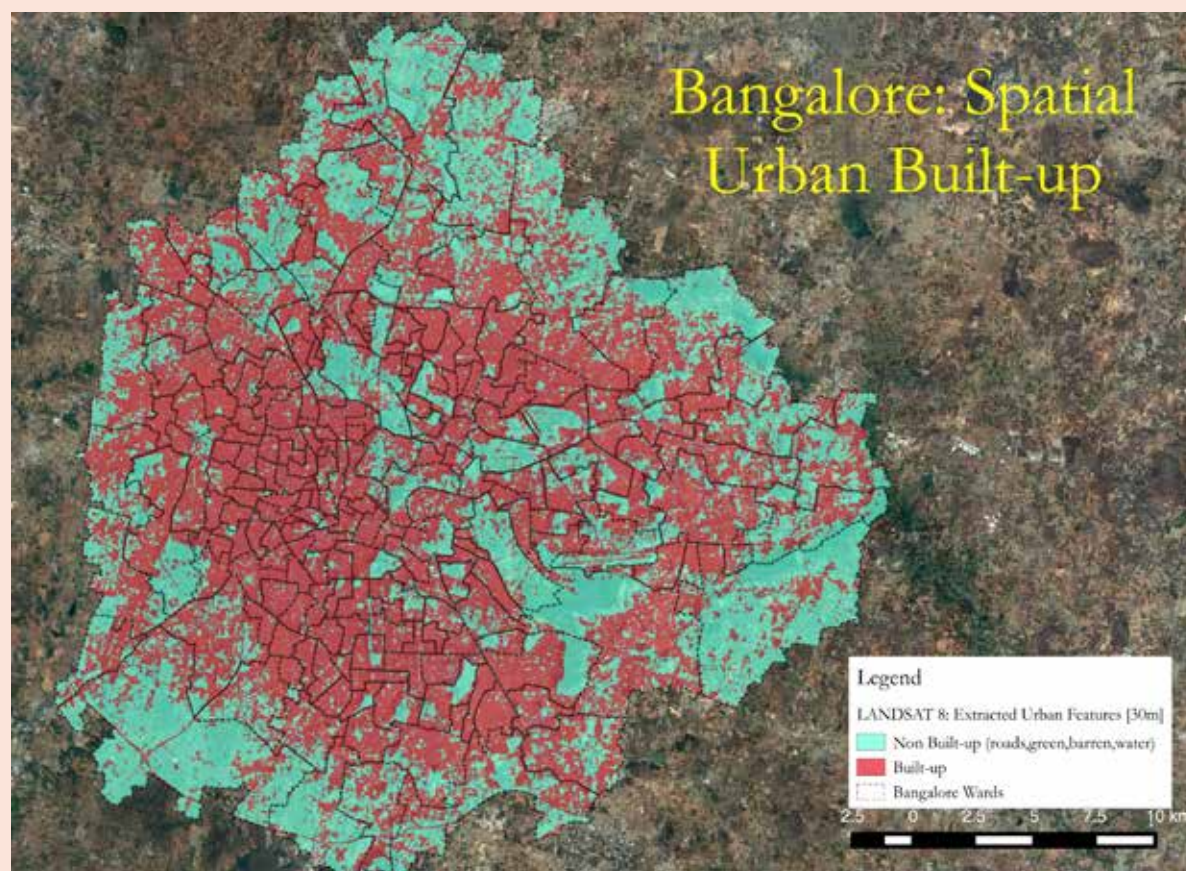 Bangalore: Spatial
Urban Built-up
Legend
LANDSAT 8: Extracted Urban Features [30m]
Non Built-up (roads,green,barren,water)
Built-up
Bangalore Wards
2.5 0 2.5 5 7.5 10 km